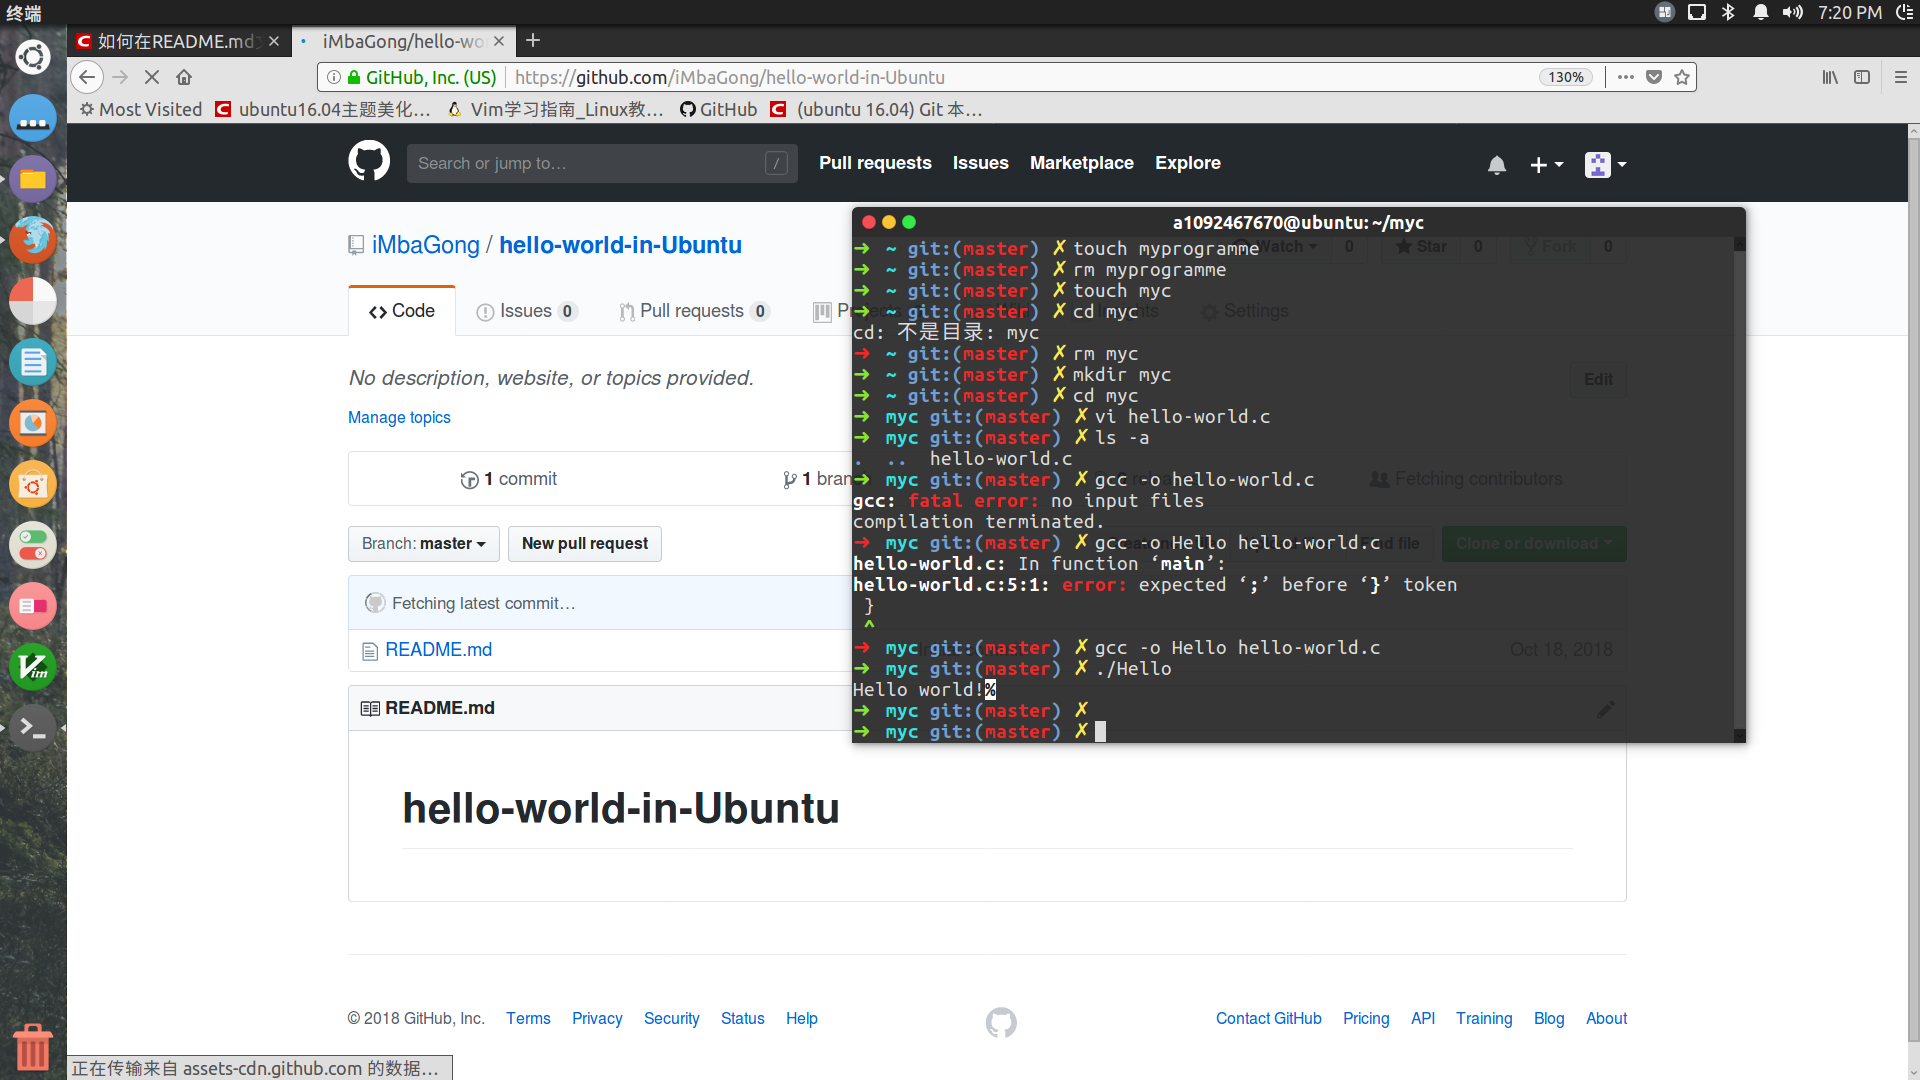 终端
7:20 PM
如何在README.md
iMbaGong/hello-wo
GitHub, Inc. (US)
https://github.com/iMbaGong/hello-world-in-Ubuntu
130%
Most Visited
ubuntu16.04主题美化…
Vim学习指南_Linux教…
GitHub
(ubuntu 16.04) Git 本…
Search or jump to…
/
Pull requests
Issues
Marketplace
Explore
iMbaGong / hello-world-in-Ubuntu
Watch 0
Star 0
Fork 0
Code
Issues 0
Pull requests 0
Settings
No description, website, or topics provided.
Edit
Manage topics
1 commit
1 bran
Fetching contributors
Branch: master
New pull request
Clone or download
Fetching latest commit…
README.md
Oct 18, 2018
README.md
hello-world-in-Ubuntu
a1092467670@ubuntu: ~/myc
➜ ~ git:(master) ✗ touch myprogramme
➜ ~ git:(master) ✗ rm myprogramme
➜ ~ git:(master) ✗ touch myc
➜ ~ git:(master) ✗ cd myc
cd: 不是目录: myc
➜ ~ git:(master) ✗ rm myc
➜ ~ git:(master) ✗ mkdir myc
➜ ~ git:(master) ✗ cd myc
➜ myc git:(master) ✗ vi hello-world.c
➜ myc git:(master) ✗ ls -a
. .. hello-world.c
➜ myc git:(master) ✗ gcc -o hello-world.c
gcc: fatal error: no input files
compilation terminated.
➜ myc git:(master) ✗ gcc -o Hello hello-world.c
hello-world.c: In function ‘main’:
hello-world.c:5:1: error: expected ‘;’ before ‘}’ token
}
^
➜ myc git:(master) ✗ gcc -o Hello hello-world.c
➜ myc git:(master) ✗ ./Hello
Hello world!%
➜ myc git:(master) ✗
➜ myc git:(master) ✗
© 2018 GitHub, Inc.
Terms
Privacy
Security
Status
Help
Contact GitHub
Pricing
API
Training
Blog
About
正在传输来自 assets-cdn.github.com 的数据…